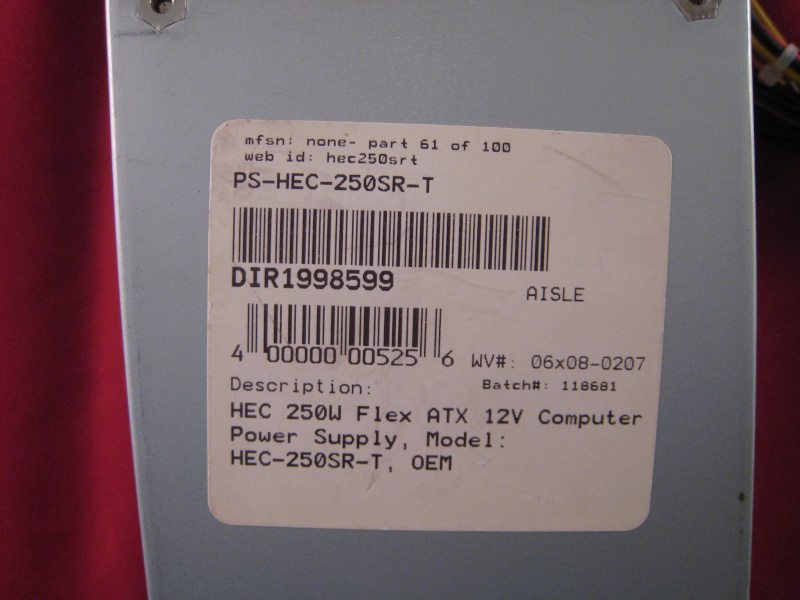 mfsn: none- part 61 of 100
web id: hec250srt
PS-HEC-250SR-T
DIR1998599
AISLE
4 00000 00525 6
WV#: 06x08-0207
Description:
Batch#: 118681
HEC 250W Flex ATX 12V Computer
Power Supply, Model:
HEC-250SR-T, OEM